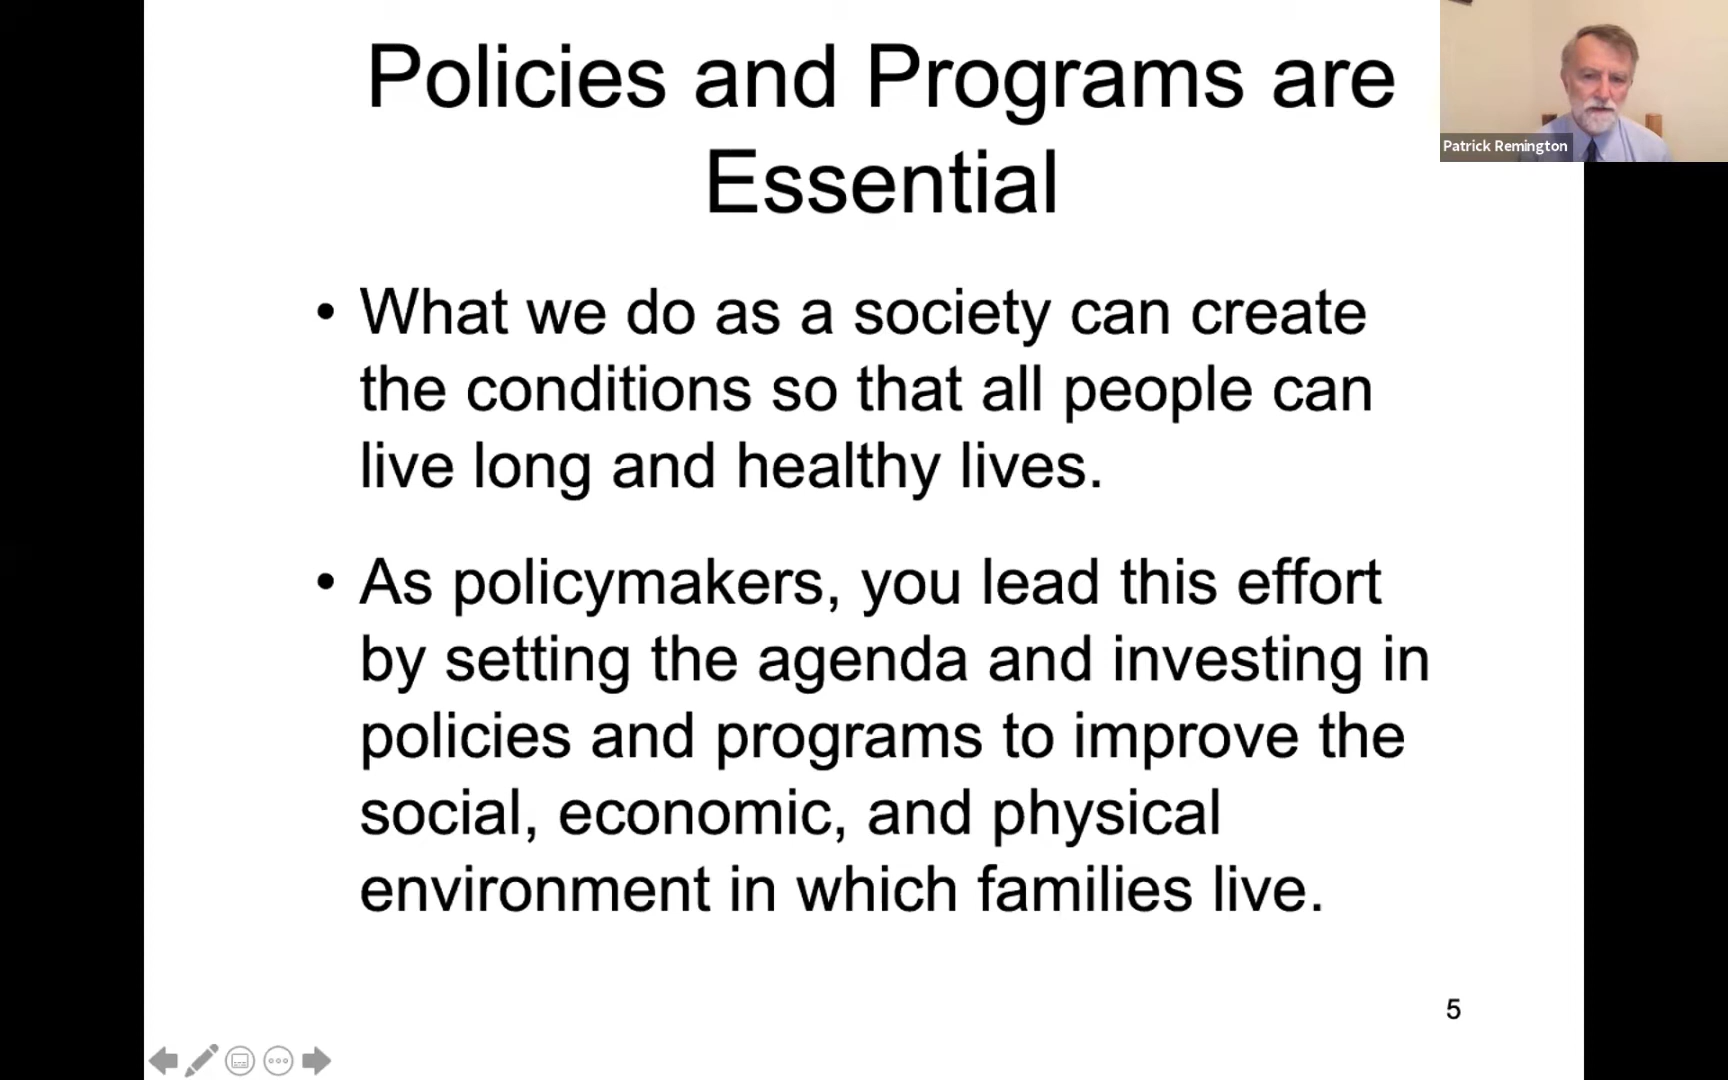 Policies and Programs are
Essential
Patrick Remington
• What we do as a society can create
the conditions so that all people can
live long and healthy lives.
• As policymakers, you lead this effort
by setting the agenda and investing in
policies and programs to improve the
social, economic, and physical
environment in which families live.
5